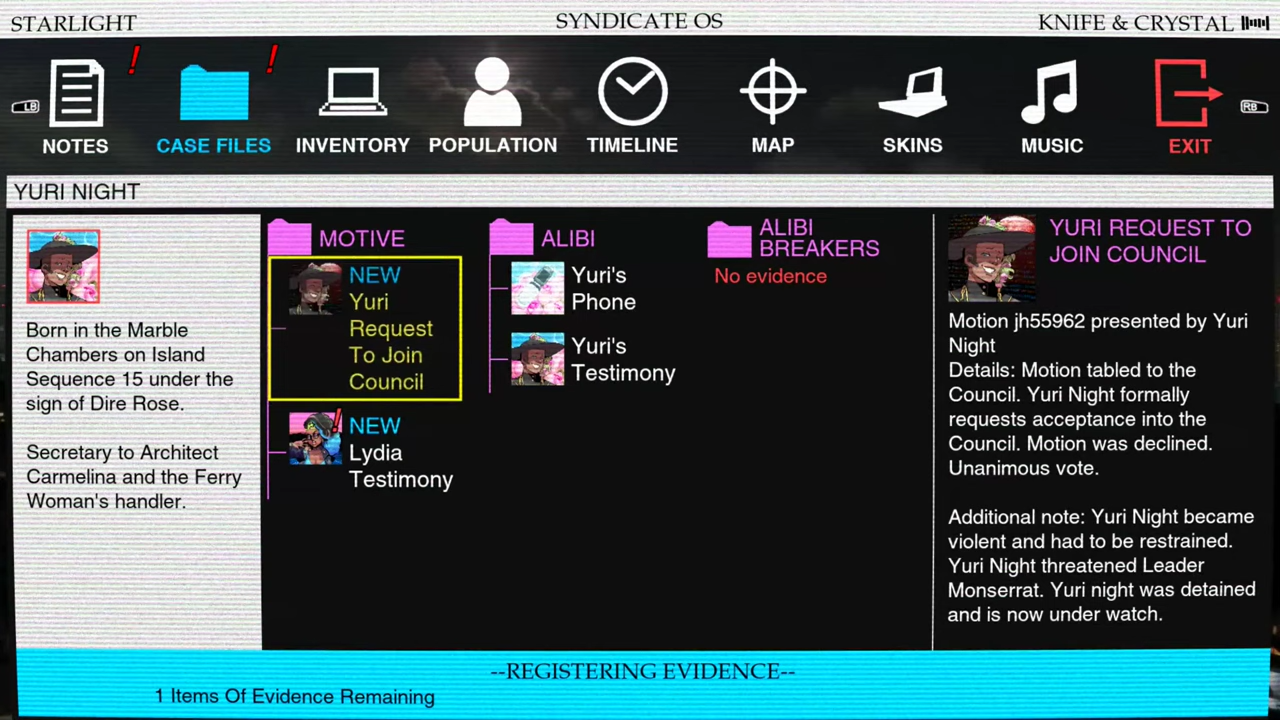 STARLIGHT
SYNDICATE OS
KNIFE & CRYSTAL
LB
NOTES
CASE FILES
INVENTORY
POPULATION
TIMELINE
MAP
SKINS
MUSIC
EXIT
RB
YURI NIGHT
Born in the Marble
Chambers on Island
Sequence 15 under the
sign of Dire Rose.
Secretary to Architect
Carmelina and the Ferry
Woman's handler.
MOTIVE
NEW
Yuri
Request
To Join
Council
NEW
Lydia
Testimony
ALIBI
Yuri's
Phone
Yuri's
Testimony
ALIBI
BREAKERS
No evidence
YURI REQUEST TO
JOIN COUNCIL
Motion jh55962 presented by Yuri
Night
Details: Motion tabled to the
Council. Yuri Night formally
requests acceptance into the
Council. Motion was declined.
Unanimous vote.
Additional note: Yuri Night became
violent and had to be restrained.
Yuri Night threatened Leader
Monserrat. Yuri night was detained
and is now under watch.
--REGISTERING EVIDENCE--
1 Items Of Evidence Remaining